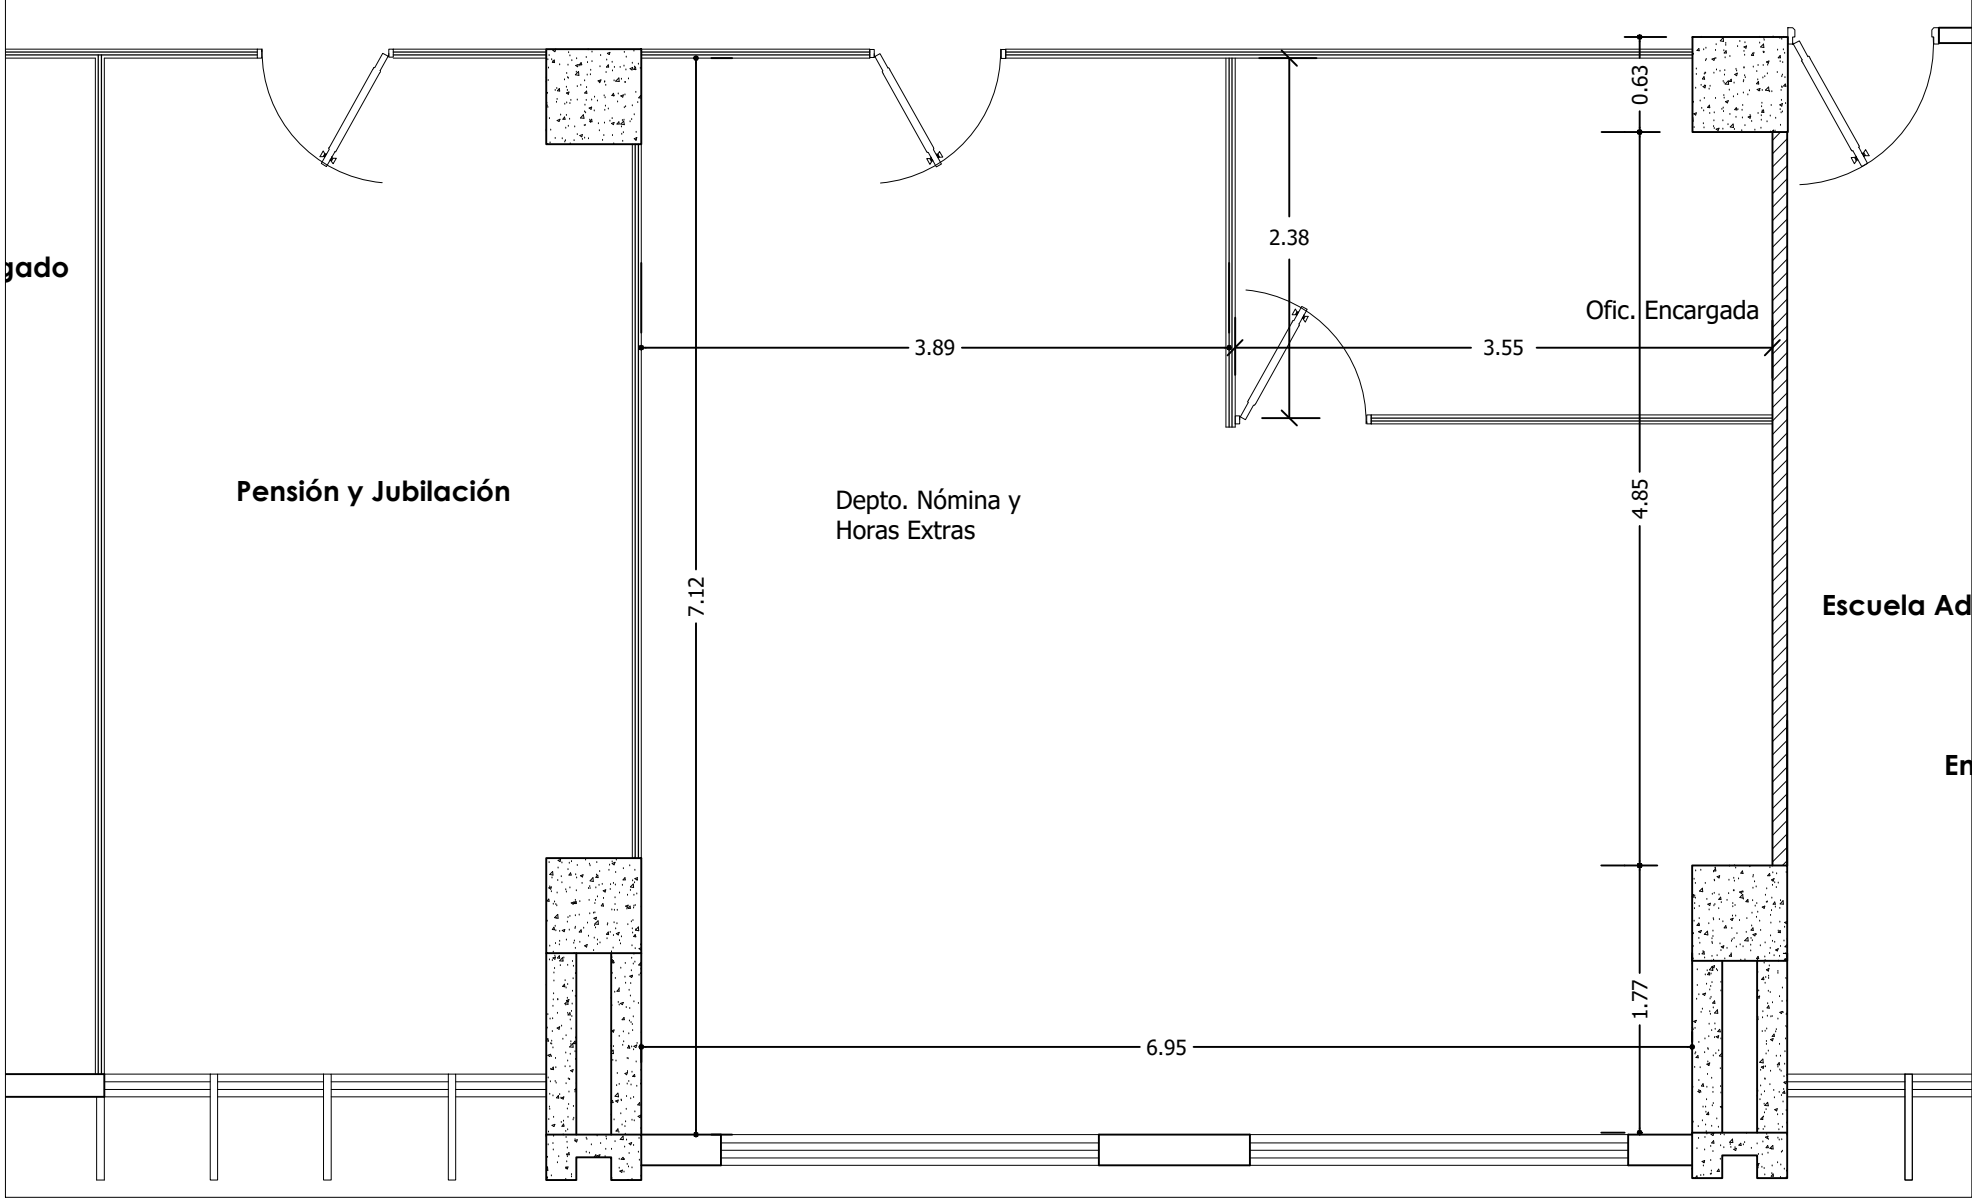 0.63
2.38
gado
Ofic. Encargada
3.89
3.55
Pensión y Jubilación
Depto. Nómina y
Horas Extras
4.85
7.12
Escuela Ad
En
1.77
6.95